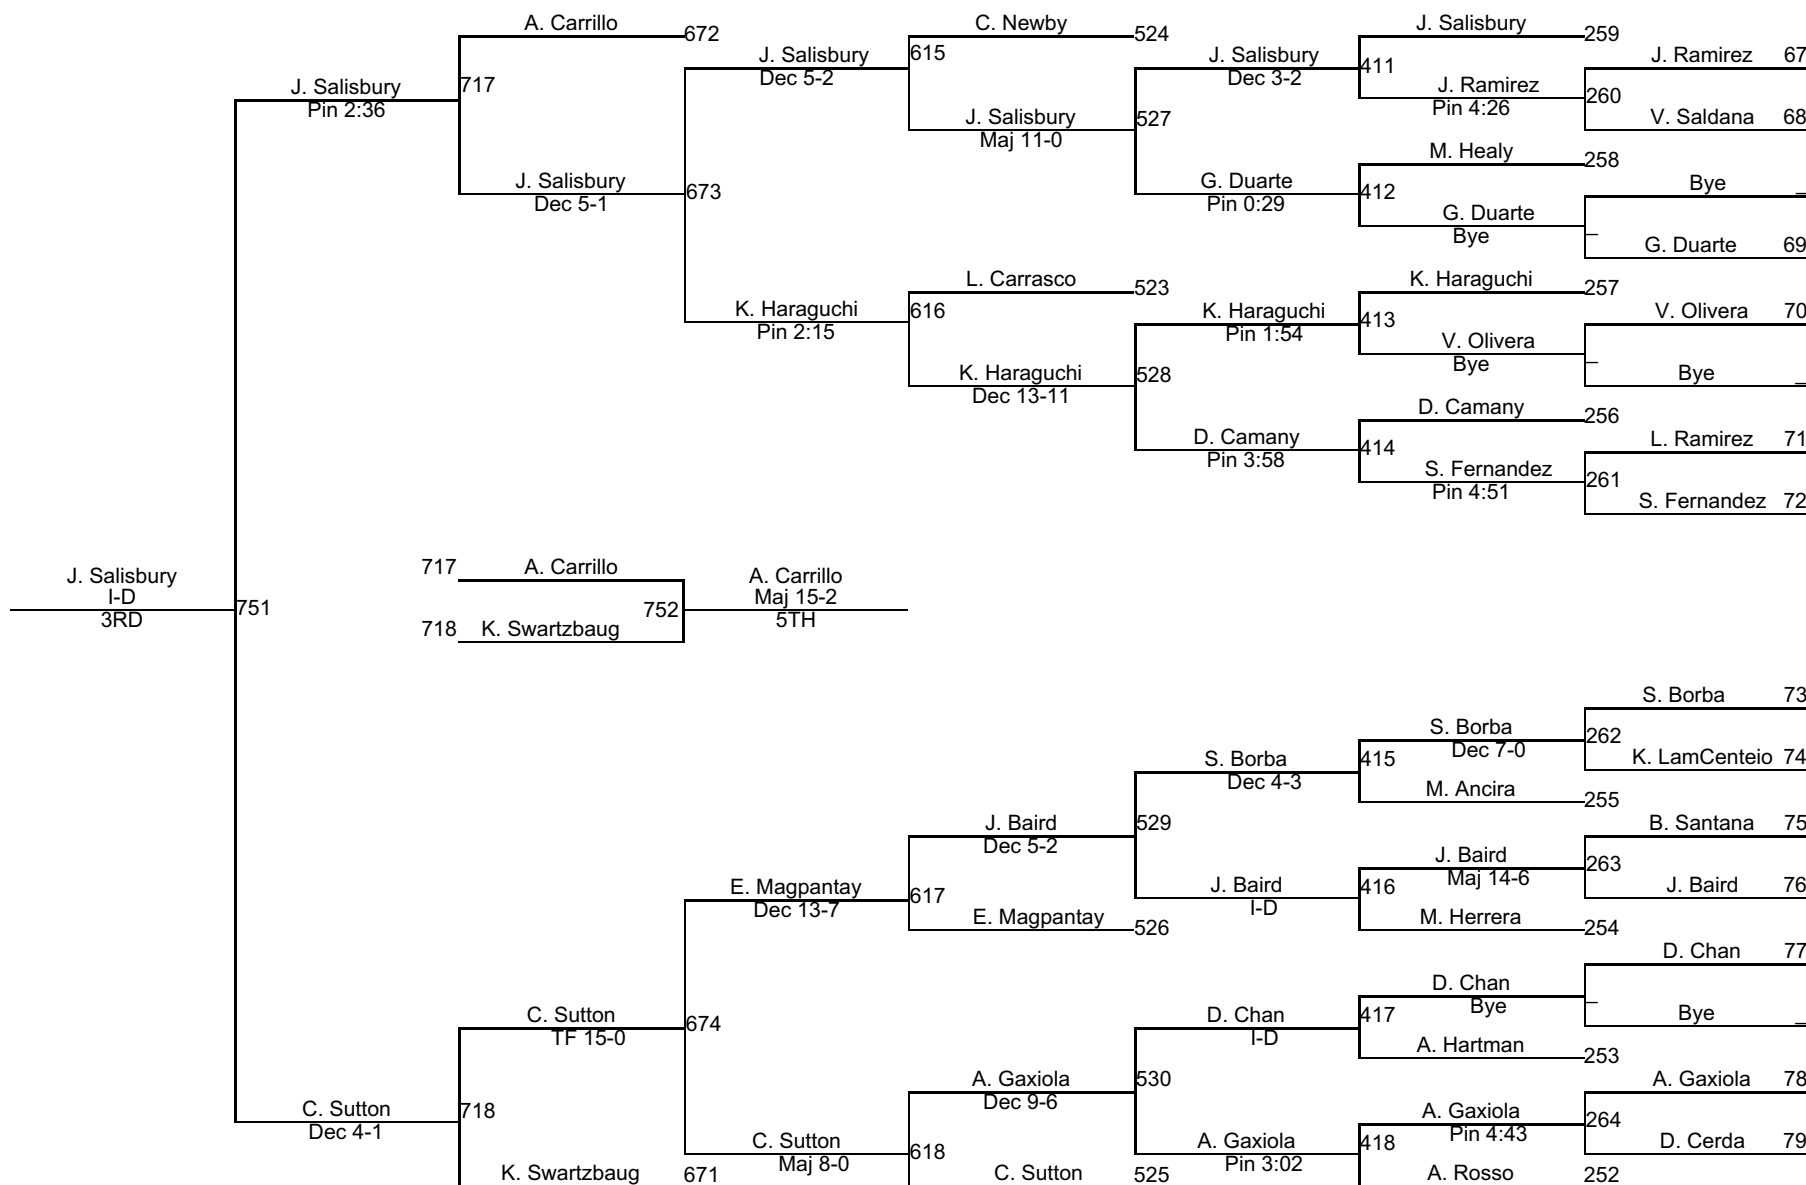 A. Carrillo 672 C. Newby 524 J. Salisbury 259
J. Salisbury 615 J. Salisbury J. Ramirez 67
Dec 5-2 Dec 3-2 411
J. Salisbury 717 J. Ramirez 260
Pin 2:36 Pin 4:26
J. Salisbury 527 V. Saldana 68
Maj 11-0
M. Healy 258
J. Salisbury 673 G. Duarte 412 Bye _
Dec 5-1 Pin 0:29
G. Duarte _
Bye G. Duarte 69
L. Carrasco 523 K. Haraguchi 257
K. Haraguchi 616 K. Haraguchi 413 V. Olivera 70
Pin 2:15 Pin 1:54
V. Olivera _
Bye
K. Haraguchi 528 Bye _
Dec 13-11
D. Camany 256
D. Camany 414 L. Ramirez 71
Pin 3:58
S. Fernandez 261
Pin 4:51
S. Fernandez 72
717 A. Carrillo A. Carrillo
J. Salisbury Maj 15-2
I-D 751 752 5TH
3RD
718 K. Swartzbaug
S. Borba 73
S. Borba 262
Dec 7-0
S. Borba 415 K. LamCenteio 74
Dec 4-3
M. Ancira 255
J. Baird 529 B. Santana 75
Dec 5-2
J. Baird 263
Maj 14-6
E. Magpantay 617 J. Baird 416 J. Baird 76
Dec 13-7 I-D
E. Magpantay 526 M. Herrera 254
D. Chan 77
D. Chan _
Bye
C. Sutton 674 D. Chan 417 Bye _
TF 15-0 I-D
A. Hartman 253
A. Gaxiola 530 A. Gaxiola 78
Dec 9-6
C. Sutton 718 A. Gaxiola 264
Dec 4-1 Pin 4:43
C. Sutton 618 A. Gaxiola 418 D. Cerda 79
Maj 8-0 Pin 3:02
K. Swartzbaug 671 C. Sutton 525 A. Rosso 252